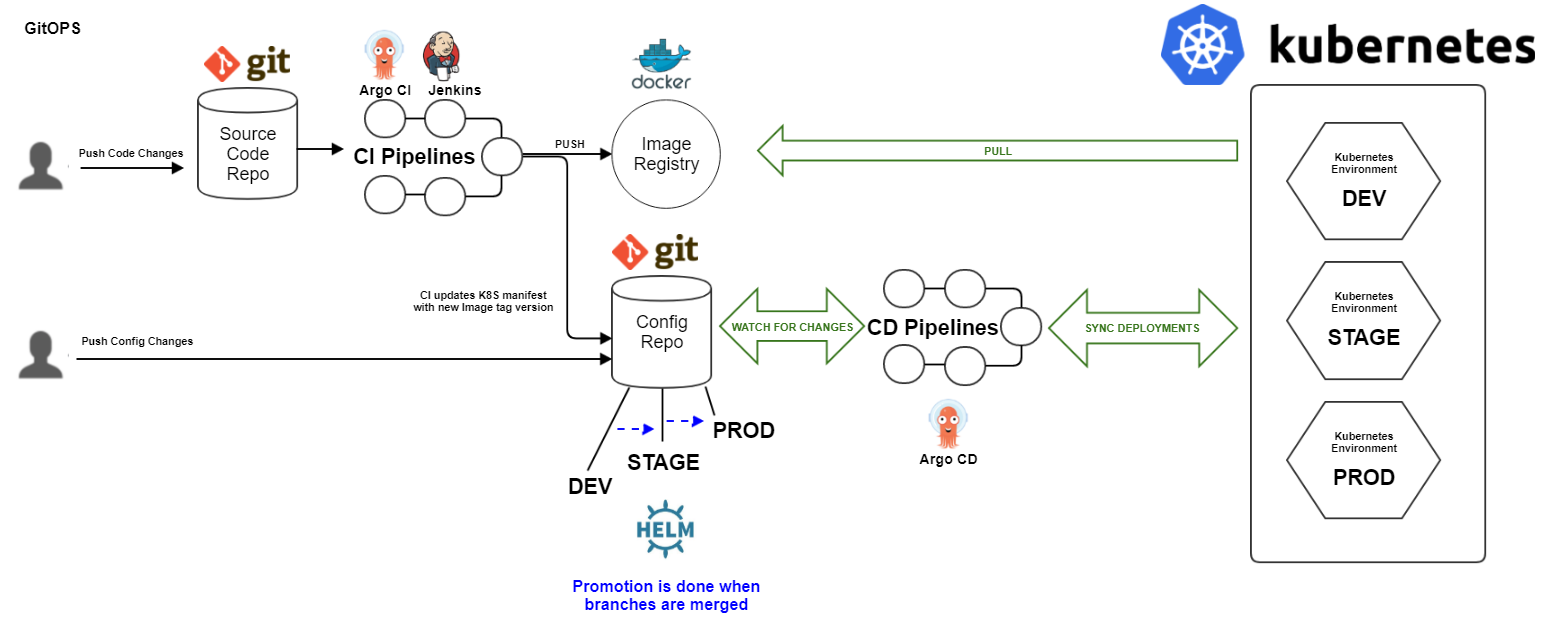 GitOPS
git
Argo CI
Jenkins
docker
kubernetes
Push Code Changes
Source
Code
Repo
CI Pipelines
PUSH
Image
Registry
PULL
Kubernetes
Environment
DEV
git
CI updates K8S manifest
with new Image tag version
Push Config Changes
Config
Repo
WATCH FOR CHANGES
CD Pipelines
SYNC DEPLOYMENTS
Kubernetes
Environment
STAGE
Argo CD
PROD
STAGE
DEV
Kubernetes
Environment
PROD
HELM
Promotion is done when
branches are merged